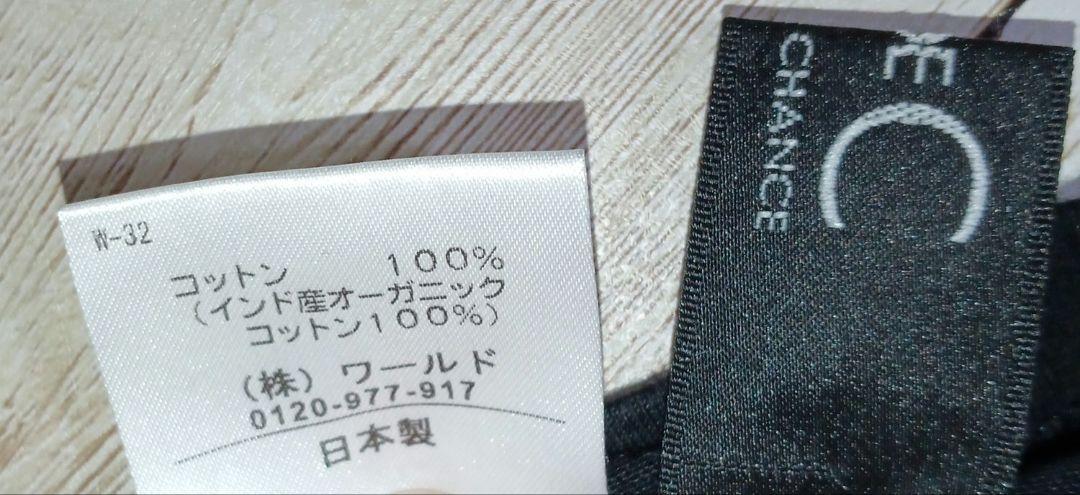 W-32
コットン 100%
(インド産オーガニック
コットン100%)
(株) ワールド
0120-977-917
日本製
C
CHANCE